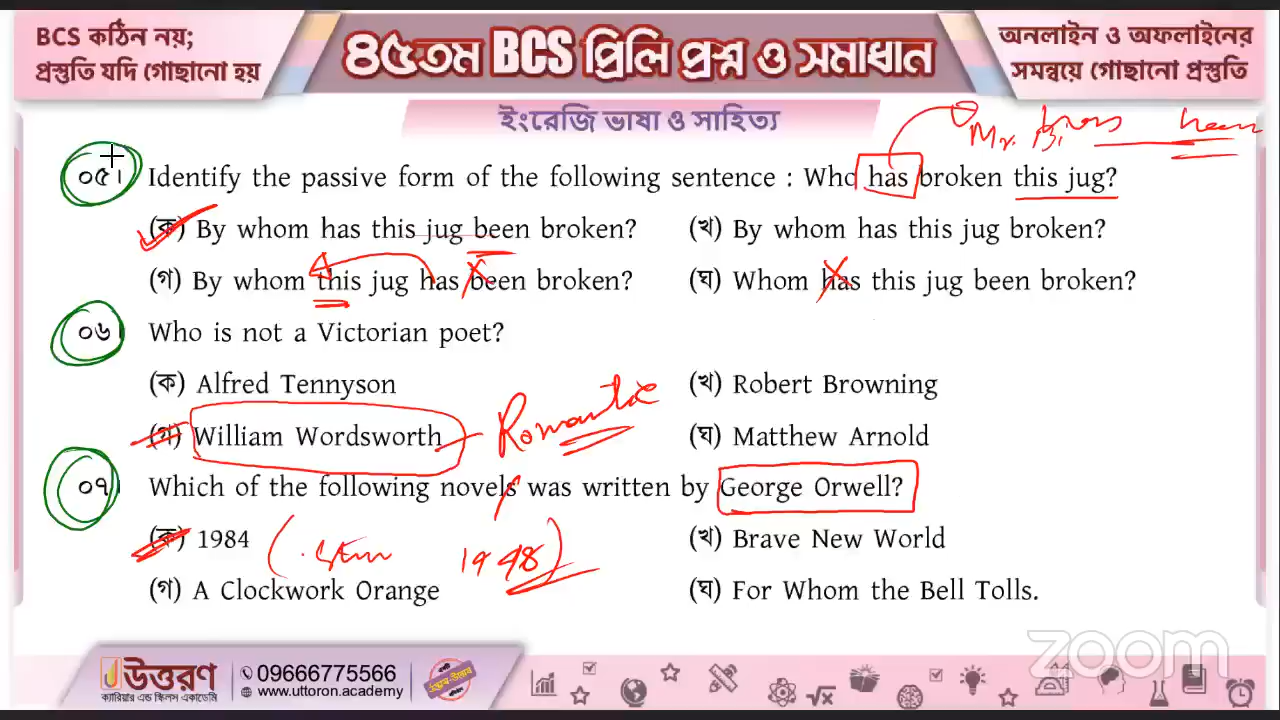 BCS কঠিন নয়;
প্রস্তুতি যদি গোছানো হয়
৪৫তম BCS প্রিলি প্রশ্ন ও সমাধান
অনলাইন ও অফলাইনের
সমন্বয়ে গোছানো প্রস্তুতি
ইংরেজি ভাষা ও সাহিত্য
০৫। Identify the passive form of the following sentence : Who has broken this jug?
(ক) By whom has this jug been broken? (খ) By whom has this jug broken?
(গ) By whom this jug has been broken? (ঘ) Whom has this jug been broken?
০৬। Who is not a Victorian poet?
(ক) Alfred Tennyson (খ) Robert Browning
(গ) William Wordsworth Romantic (ঘ) Matthew Arnold
০৭। Which of the following novels was written by George Orwell?
(ক) 1984 ( 1948) (খ) Brave New World
(গ) A Clockwork Orange (ঘ) For Whom the Bell Tolls.
zoom
উত্তরণ
ক্যারিয়ার এন্ড স্কিলস একাডেমি
09666775566
www.uttoron.academy